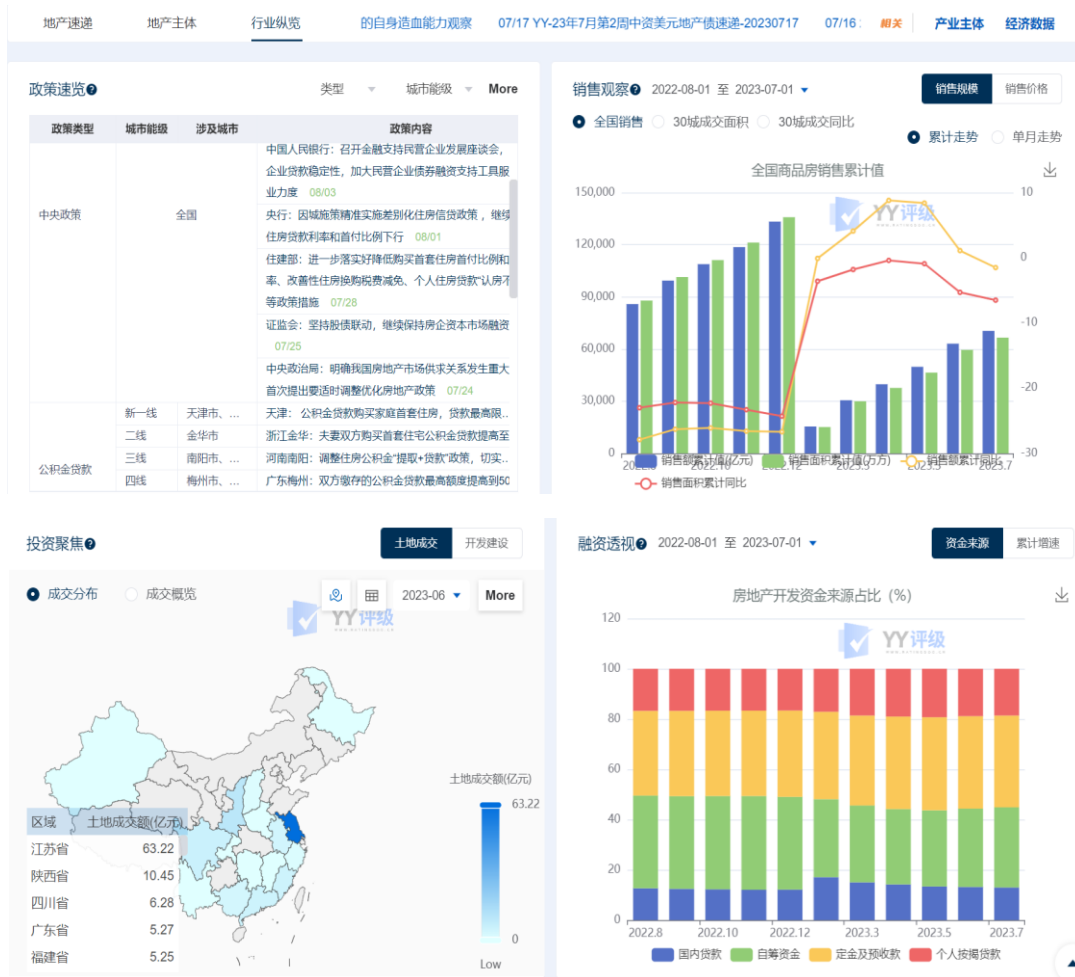 地产速递 地产主体 行业纵览 的自身造血能力观察 07/17 YY-23年7月第2周中资美元地产债速递-20230717 07/16 相关 产业主体 经济数据
政策速览
类型 城市能级 More
政策类型 城市能级 涉及城市 政策内容
中央政策 全国
中国人民银行：召开金融支持民营企业发展座谈会，
企业贷款稳定性，加大民营企业债券融资支持工具服
业力度 08/03
央行：因城施策精准实施差别化住房信贷政策，继续
住房贷款利率和首付比例下行 08/01
住建部：进一步落实好降低购买首套住房首付比例和
率、改善性住房换购税费减免、个人住房贷款“认房不
等政策措施 07/28
证监会：坚持股债联动，继续保持房企资本市场融资
07/25
中央政治局：明确我国房地产市场供求关系发生重大
首次提出要适时调整优化房地产政策 07/24
公积金贷款
新一线 天津市、... 天津：公积金贷款购买家庭首套住房，贷款最高限..
二线 金华市 浙江金华：夫妻双方购买首套住宅公积金贷款提高至
三线 南阳市、... 河南南阳：调整住房公积金“提取+贷款”政策，切实..
四线 梅州市、... 广东梅州：双方缴存的公积金贷款最高额度提高到50
销售观察 2022-08-01 至 2023-07-01 销售规模 销售价格
全国销售 30城成交面积 30城成交同比
累计走势 单月走势
全国商品房销售累计值
YY评级
150,000
120,000
90,000
60,000
30,000
0
10
0
-10
-20
-30
2022.8 2022.10 2022.12 2023.3 2023.5 2023.7
销售额累计值(亿元) 销售面积累计值(万方) 销售额累计同比
销售面积累计同比
投资聚焦 土地成交 开发建设
成交分布 成交概览 2023-06 More
YY评级
土地成交额(亿元)
63.22
0
Low
区域 土地成交额(亿元)
江苏省 63.22
陕西省 10.45
四川省 6.28
广东省 5.27
福建省 5.25
融资透视 2022-08-01 至 2023-07-01 资金来源 累计增速
房地产开发资金来源占比（%）
YY评级
120
100
80
60
40
20
0
2022.8 2022.10 2022.12 2023.3 2023.5 2023.7
国内贷款 自筹资金 定金及预收款 个人按揭贷款